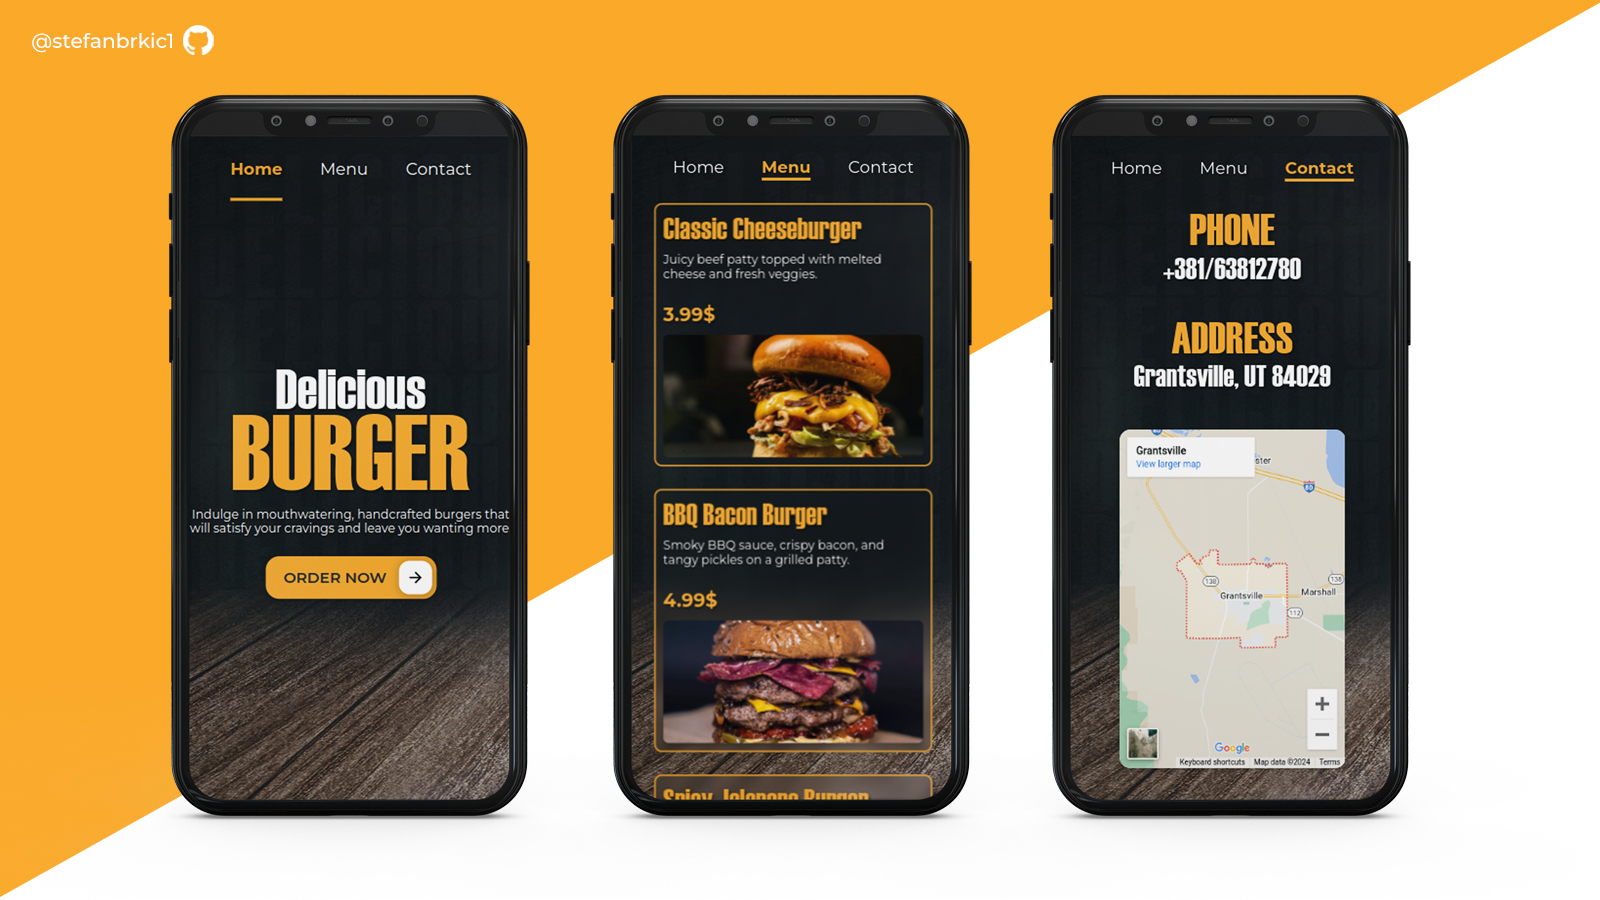 @stefanbrkic1
Home Menu Contact
Delicious
BURGER
Indulge in mouthwatering, handcrafted burgers that
will satisfy your cravings and leave you wanting more
ORDER NOW
Home Menu Contact
Classic Cheeseburger
Juicy beef patty topped with melted
cheese and fresh veggies.
3.99$
BBQ Bacon Burger
Smoky BBQ sauce, crispy bacon, and
tangy pickles on a grilled patty.
4.99$
Spicy Jalapeno Burger
Home Menu Contact
PHONE
+381/63812780
ADDRESS
Grantsville, UT 84029
Grantsville
View larger map
ster
80
138
138
Grantsville
Marshall
112
Google
Keyboard shortcuts Map data ©2024 Terms